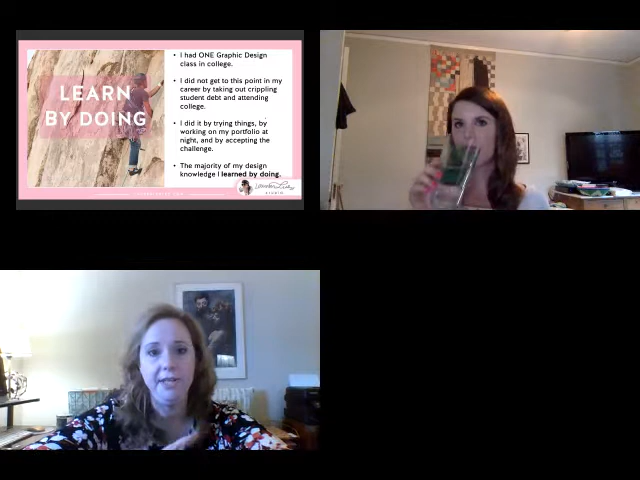 LEARN
BY DOING
• I had ONE Graphic Design
class in college.
• I did not get to this point in my
career by taking out crippling
student debt and attending
college.
• I did it by trying things, by
working on my portfolio at
night, and by accepting the
challenge.
• The majority of my design
knowledge I learned by doing.